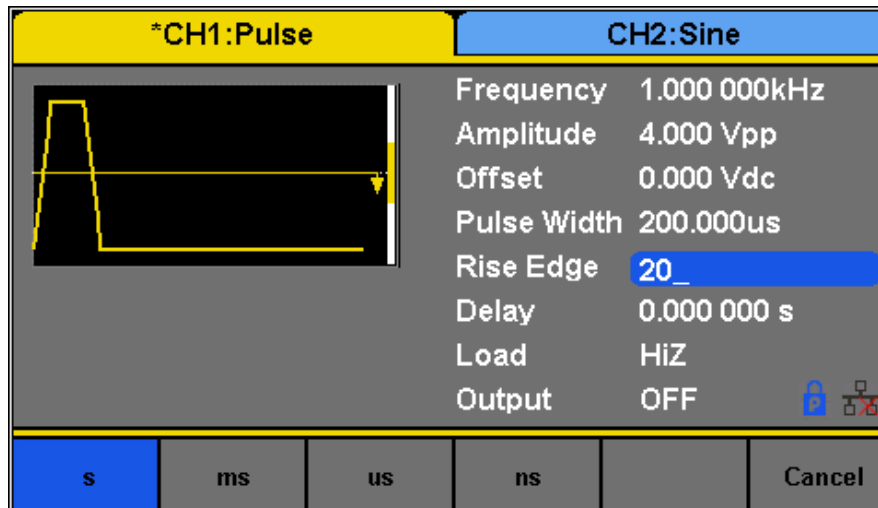 *CH1:Pulse
CH2:Sine
Frequency 1.000 000kHz
Amplitude 4.000 Vpp
Offset 0.000 Vdc
Pulse Width 200.000us
Rise Edge 20_
Delay 0.000 000 s
Load HiZ
Output OFF
P
s ms us ns Cancel